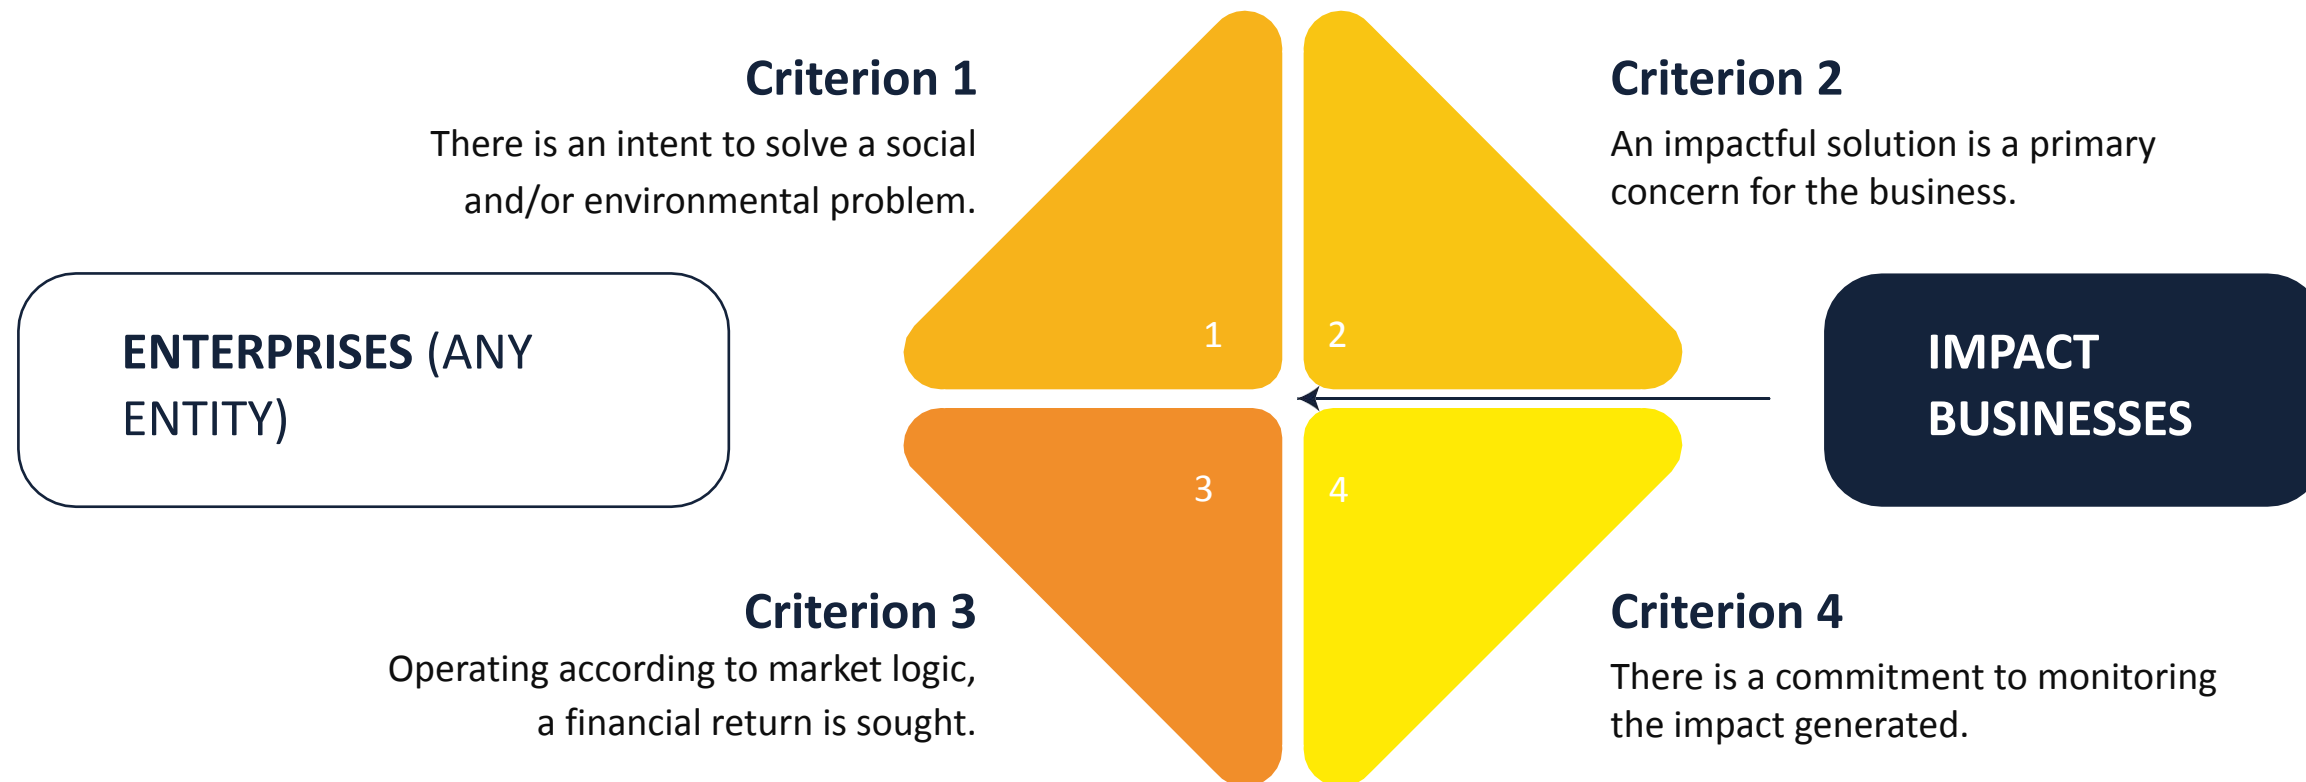 Criterion 1
There is an intent to solve a social
and/or environmental problem.
Criterion 2
An impactful solution is a primary
concern for the business.
ENTERPRISES (ANY
ENTITY)
1
2
3
4
IMPACT
BUSINESSES
Criterion 3
Operating according to market logic,
a financial return is sought.
Criterion 4
There is a commitment to monitoring
the impact generated.